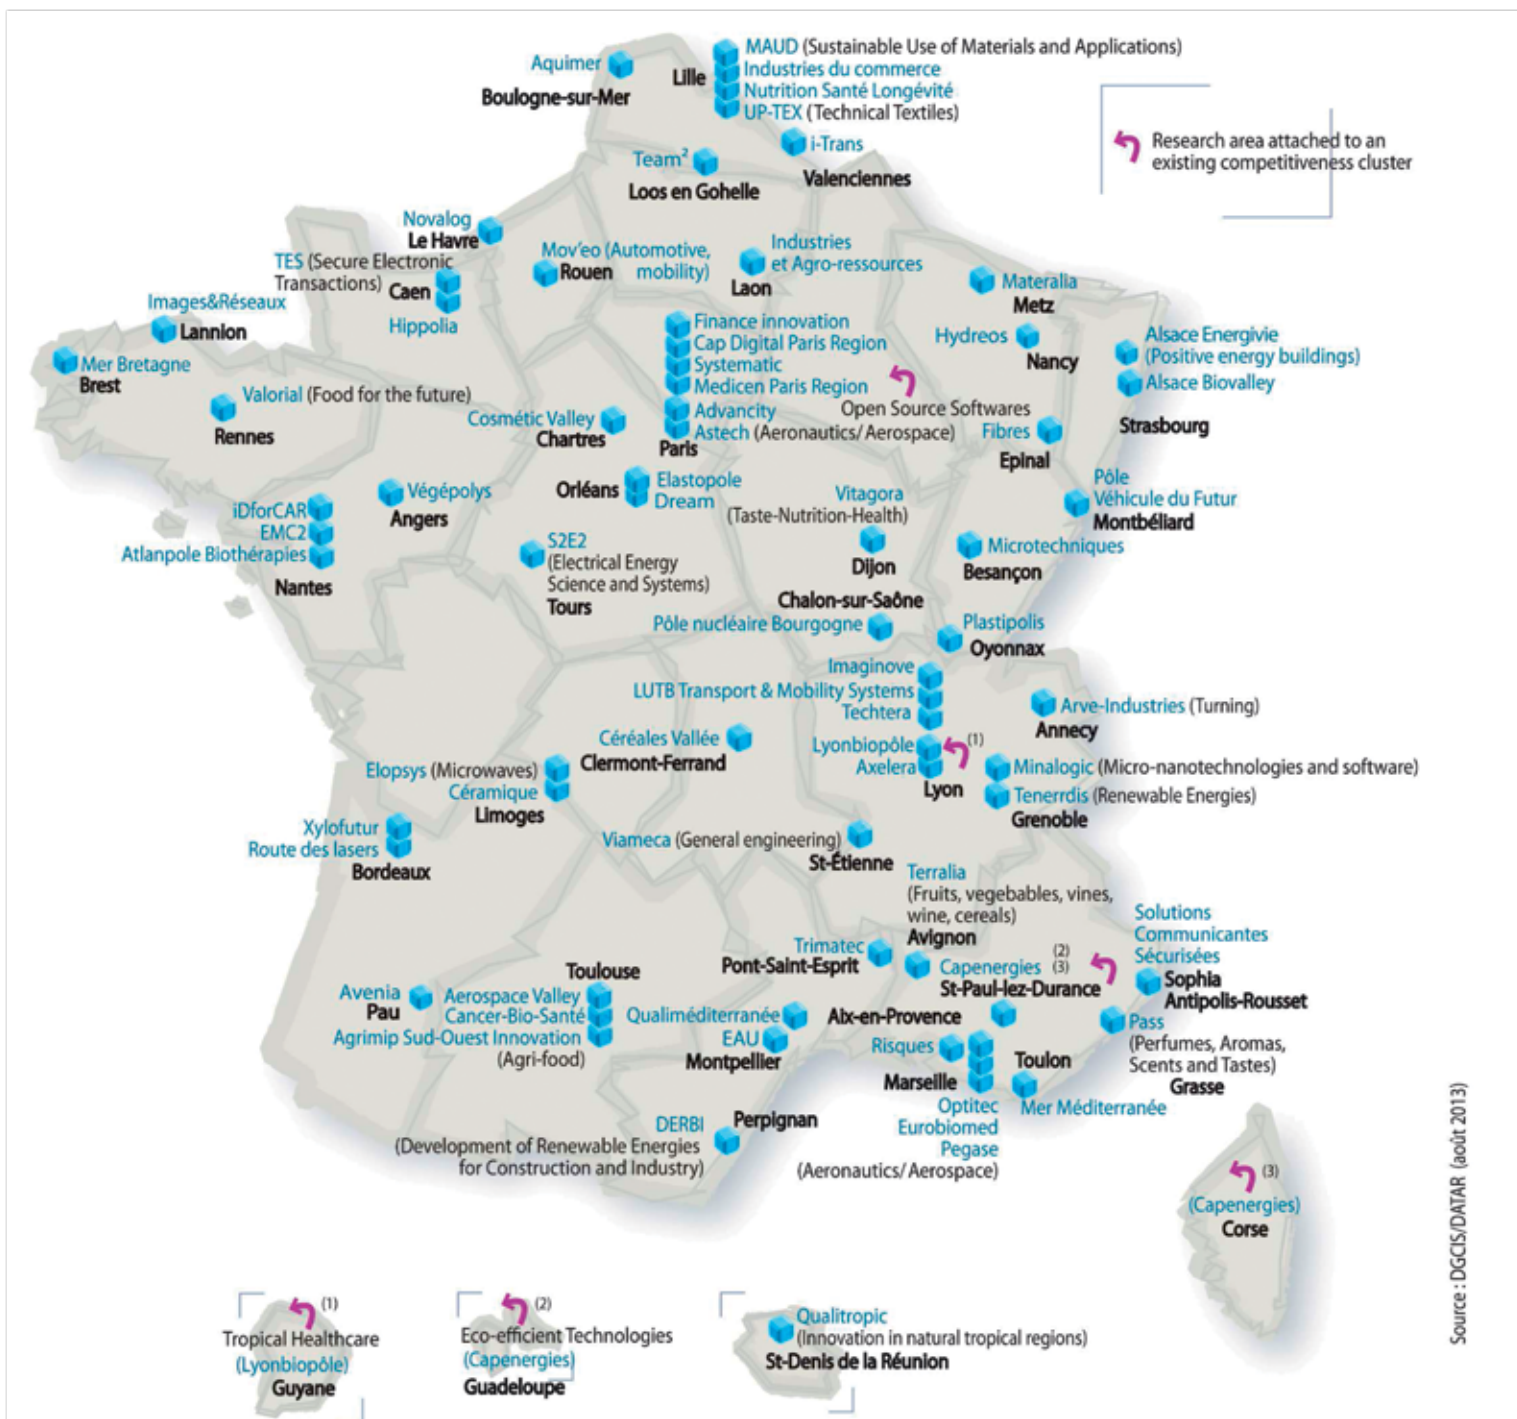 Aquimer
Boulogne-sur-Mer
Lille
MAUD (Sustainable Use of Materials and Applications)
Industries du commerce
Nutrition Santé Longévité
UP-TEX (Technical Textiles)
i-Trans
Valenciennes
Team²
Loos en Gohelle
Research area attached to an
existing competitiveness cluster
Novalog
Le Havre
TES (Secure Electronic
Transactions)
Caen
Hippolia
Mov'eo (Automotive,
mobility)
Rouen
Industries
et Agro-ressources
Laon
Materalia
Metz
Images&Réseaux
Lannion
Mer Bretagne
Brest
Valorial (Food for the future)
Rennes
Finance innovation
Cap Digital Paris Region
Systematic
Medicen Paris Region
Advancity
Astech (Aeronautics/Aerospace)
Paris
Open Source Softwares
Hydreos
Nancy
Alsace Energivie
(Positive energy buildings)
Alsace Biovalley
Strasbourg
Fibres
Epinal
Cosmétic Valley
Chartres
Orléans
Elastopole
Dream
Végépolys
Angers
iDforCAR
EMC2
Atlanpole Biothérapies
Nantes
S2E2
(Electrical Energy
Science and Systems)
Tours
Vitagora
(Taste-Nutrition-Health)
Dijon
Pôle
Véhicule du Futur
Montbéliard
Microtechniques
Besançon
Chalon-sur-Saône
Pôle nucléaire Bourgogne
Plastipolis
Oyonnax
Imaginove
LUTB Transport & Mobility Systems
Techtera
Lyonbiopôle
(1)
Axelera
Lyon
Arve-Industries (Turning)
Annecy
Céréales Vallée
Clermont-Ferrand
Elopsys (Microwaves)
Céramique
Limoges
Minalogic (Micro-nanotechnologies and software)
Tenerrdis (Renewable Energies)
Grenoble
Xylofutur
Route des lasers
Bordeaux
Viameca (General engineering)
St-Étienne
Terralia
(Fruits, vegebables, vines,
wine, cereals)
Avignon
Solutions
Communicantes
Sécurisées
Sophia
Antipolis-Rousset
Trimatec
Pont-Saint-Esprit
Capenergies (2)
(3)
St-Paul-lez-Durance
Toulouse
Avenia
Pau
Aerospace Valley
Cancer-Bio-Santé
Agrimip Sud-Ouest Innovation
(Agri-food)
Qualiméditerranée
EAU
Montpellier
Aix-en-Provence
Pass
(Perfumes, Aromas,
Scents and Tastes)
Grasse
Risques
Marseille
Toulon
Mer Méditerranée
Optitec
Eurobiomed
Pegase
(Aeronautics/Aerospace)
DERBI
Perpignan
(Development of Renewable Energies
for Construction and Industry)
(3)
(Capenergies)
Corse
(1)
Tropical Healthcare
(Lyonbiopôle)
Guyane
(2)
Eco-efficient Technologies
(Capenergies)
Guadeloupe
Qualitropic
(Innovation in natural tropical regions)
St-Denis de la Réunion
Source : DGCIS/DATAR (août 2013)